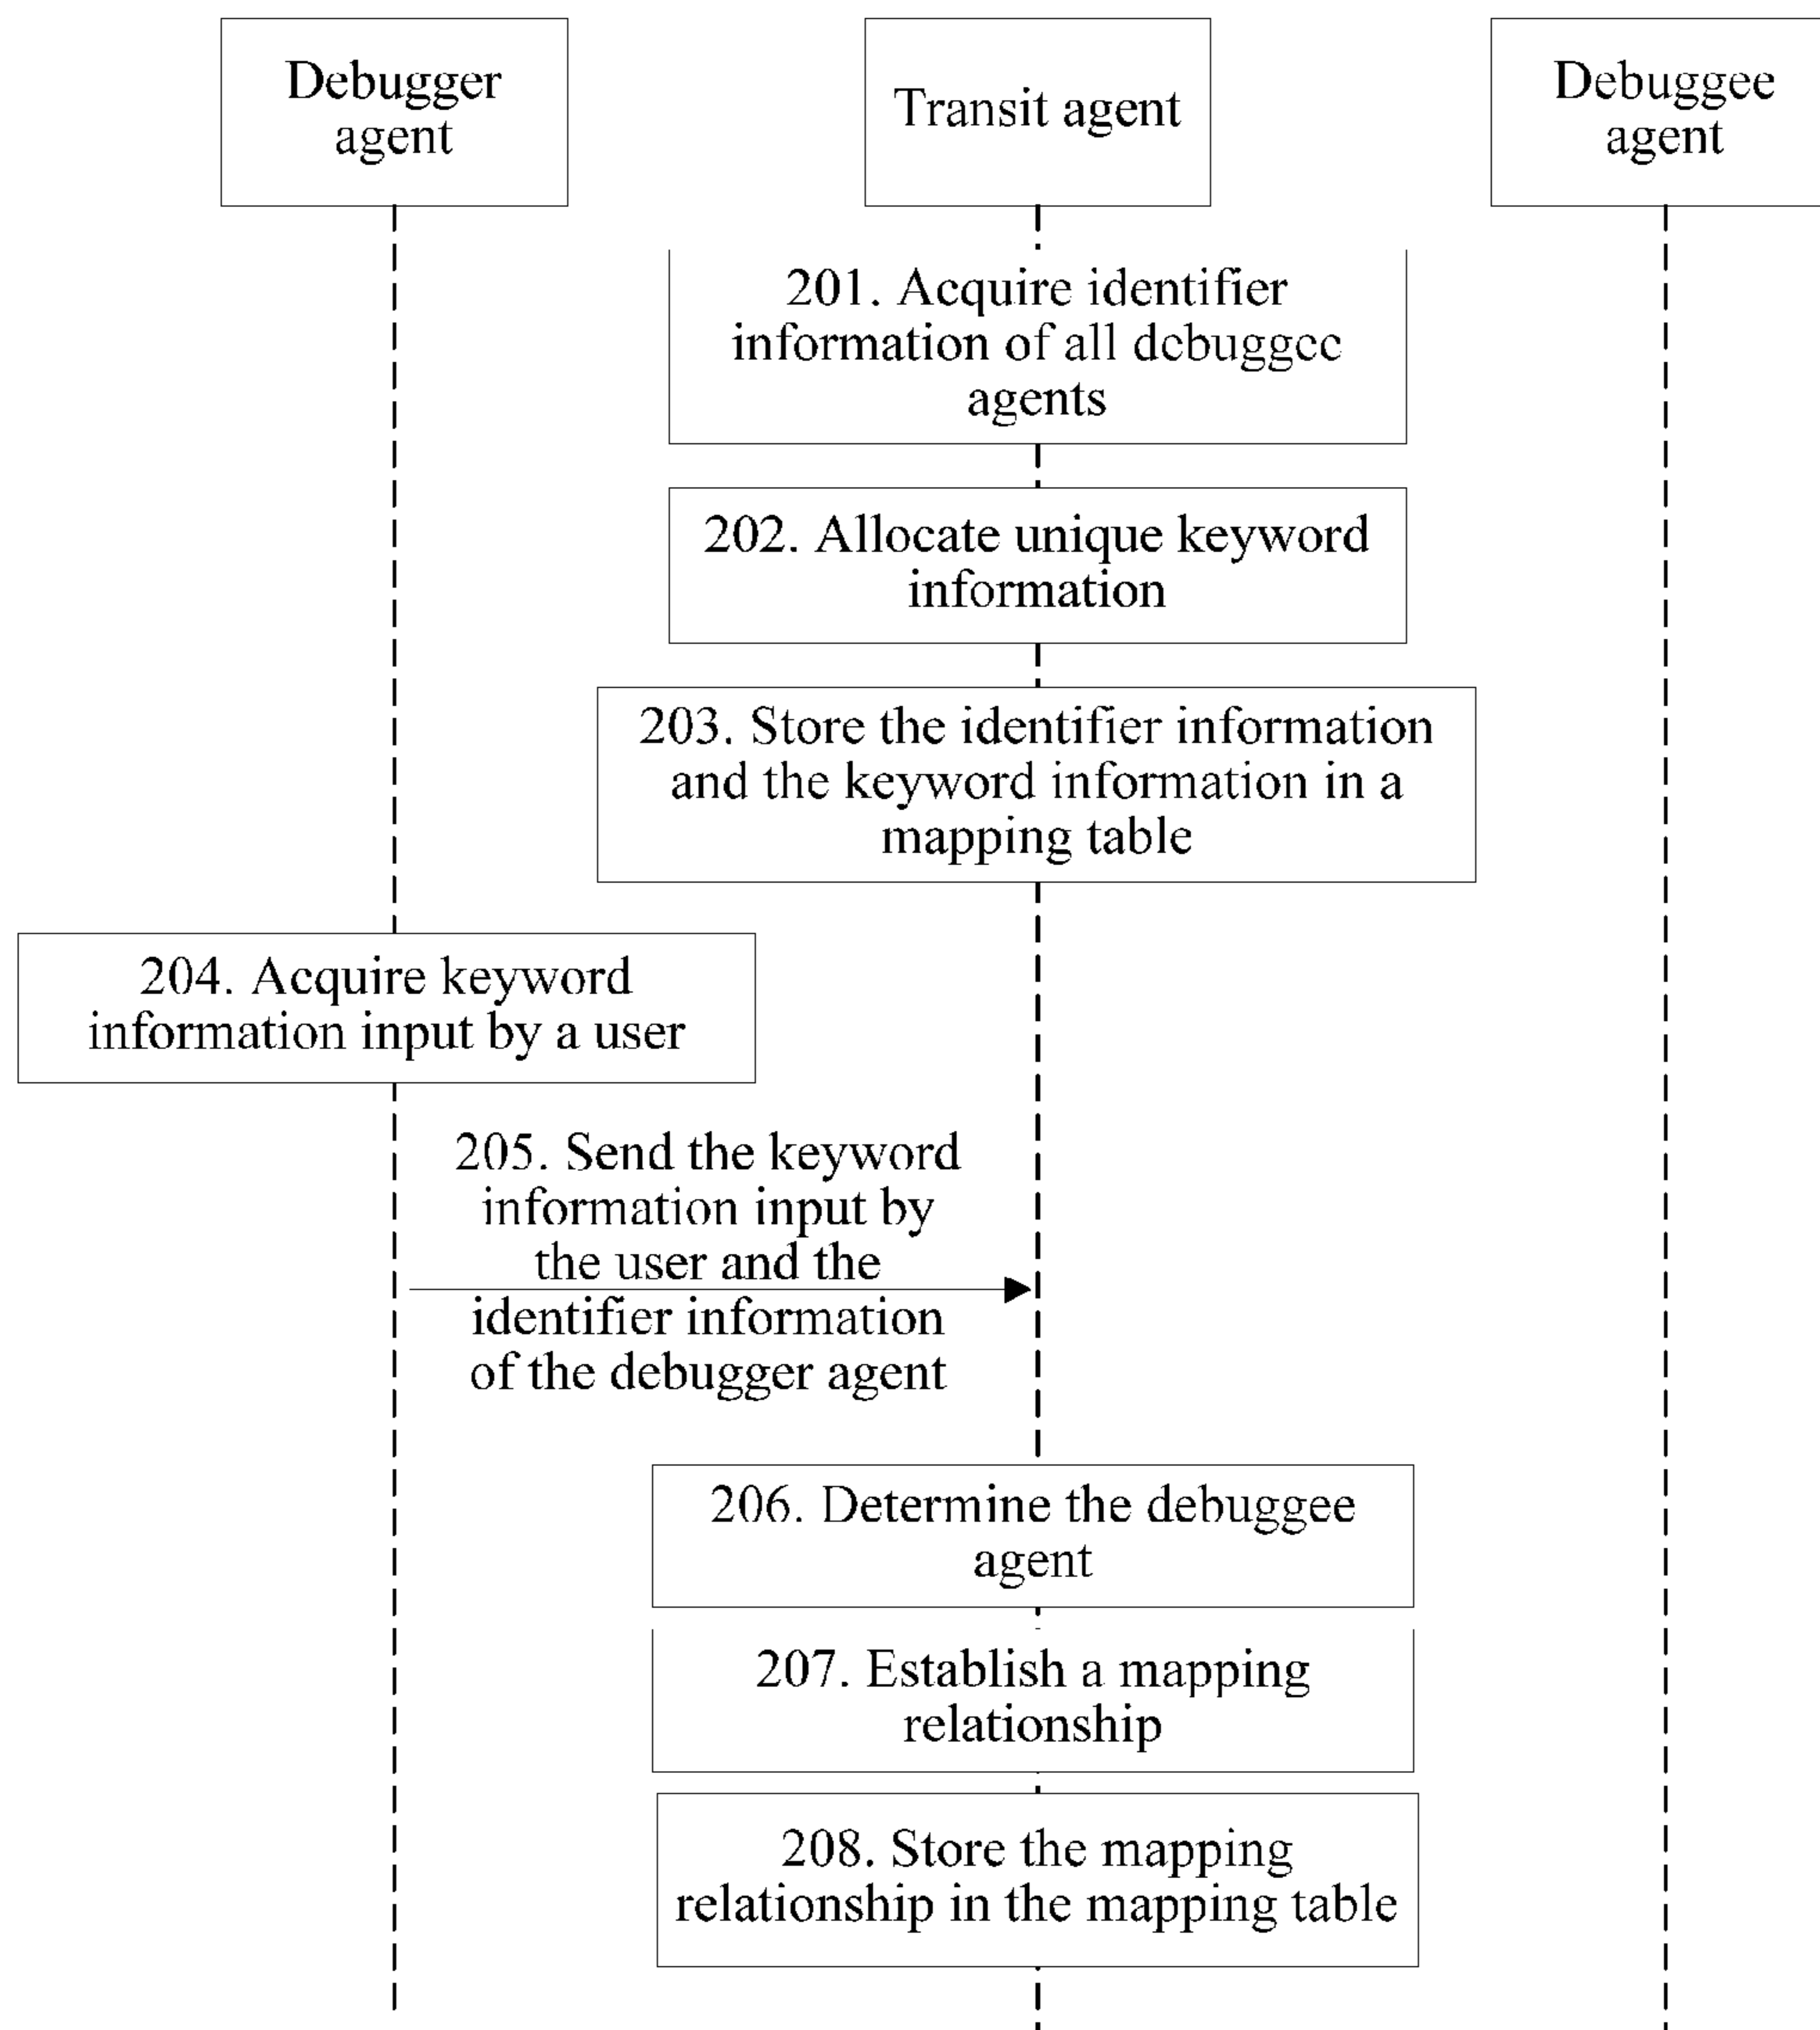 Debugger
agent
Transit agent
Debuggee
agent
201. Acquire identifier
information of all debuggee
agents
202. Allocate unique keyword
information
203. Store the identifier information
and the keyword information in a
mapping table
204. Acquire keyword
information input by a user
205. Send the keyword
information input by
the user and the
identifier information
of the debugger agent
206. Determine the debuggee
agent
207. Establish a mapping
relationship
208. Store the mapping
relationship in the mapping table